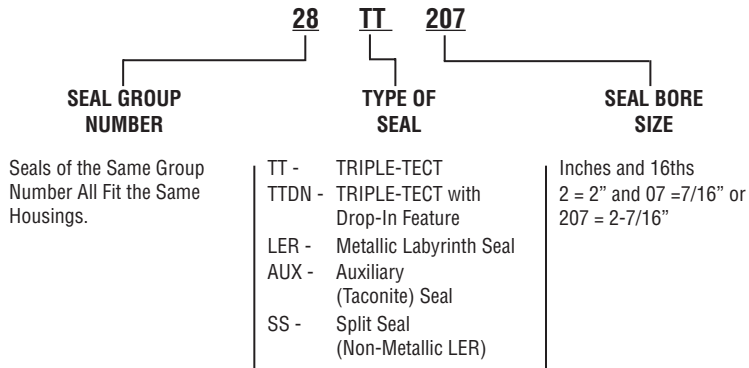 28 TT 207
SEAL GROUP
NUMBER
TYPE OF
SEAL
SEAL BORE
SIZE
Seals of the Same Group
Number All Fit the Same
Housings.
TT - TRIPLE-TECT
TTDN - TRIPLE-TECT with
Drop-In Feature
LER - Metallic Labyrinth Seal
AUX - Auxiliary
(Taconite) Seal
SS - Split Seal
(Non-Metallic LER)
Inches and 16ths
2 = 2” and 07 =7/16” or
207 = 2-7/16”